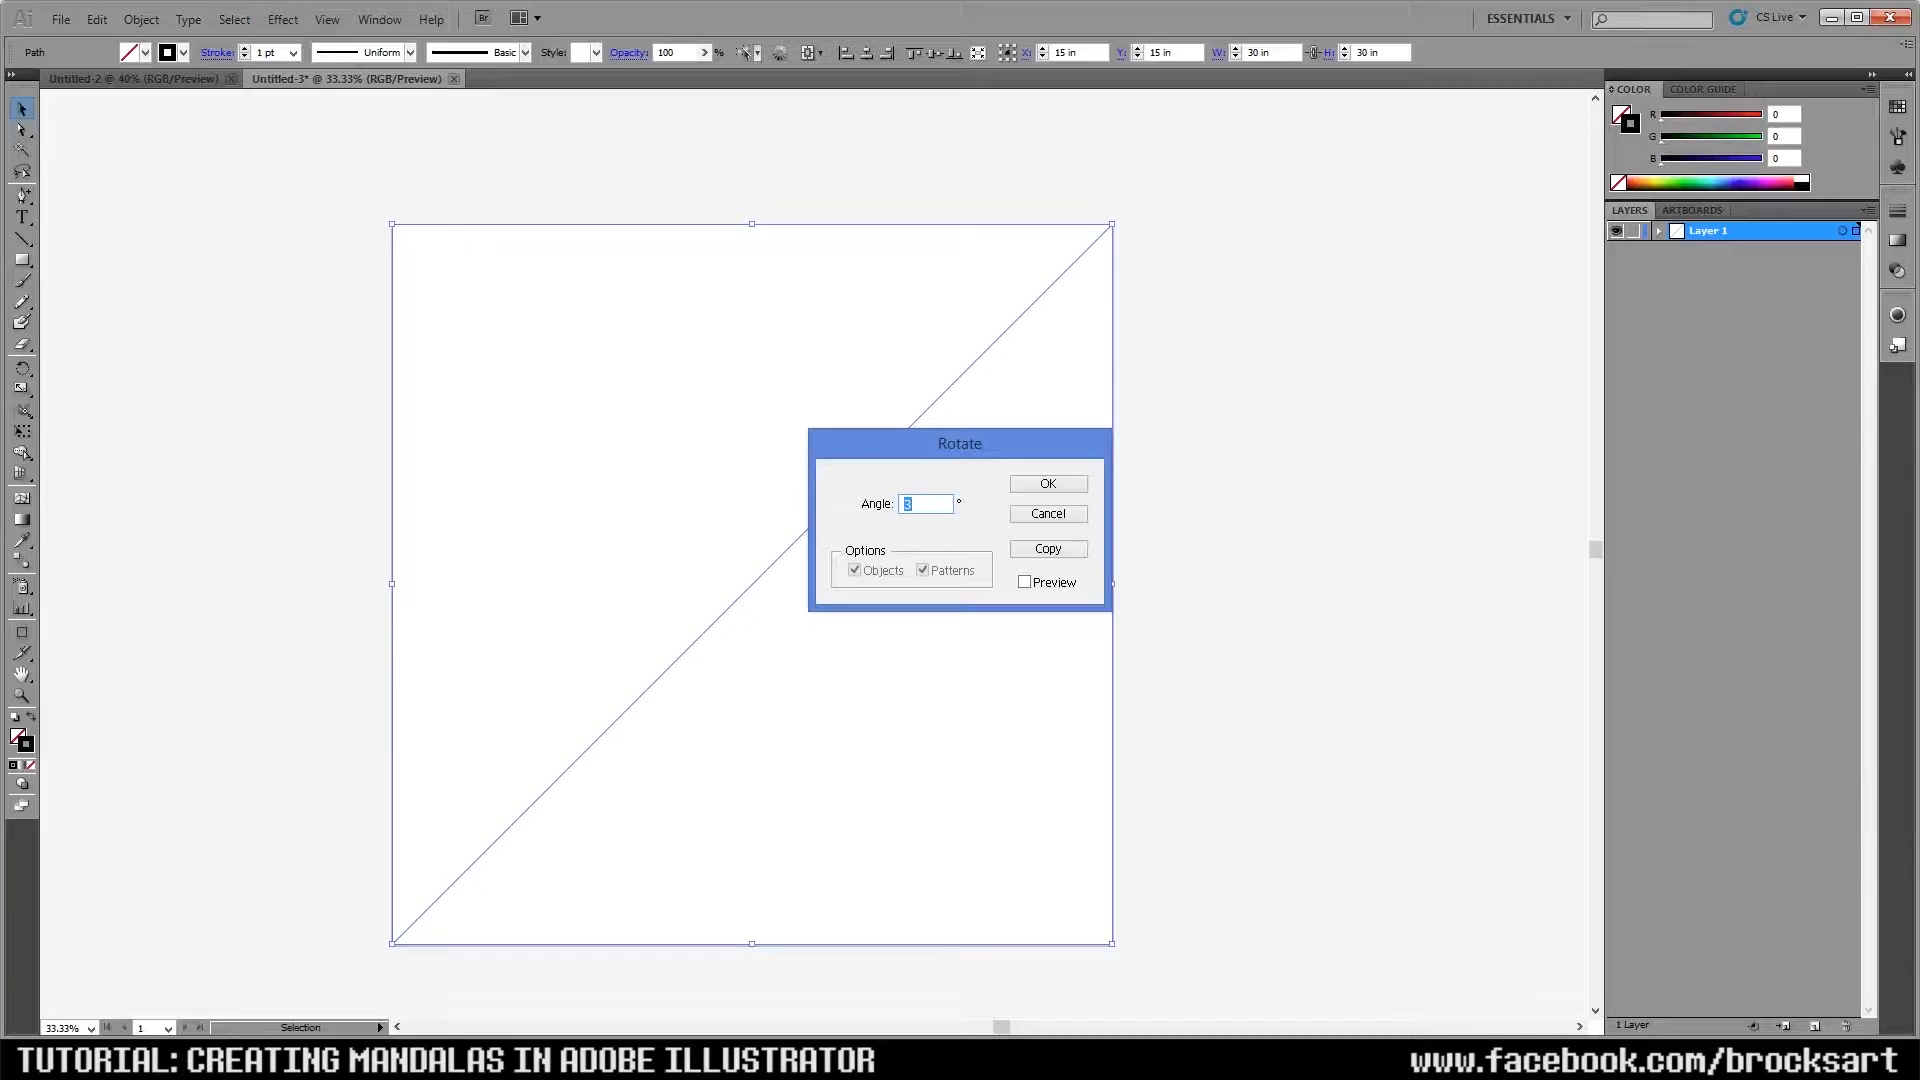 Ai File Edit Object Type Select Effect View Window Help Br ESSENTIALS CS Live
Path Stroke: 1 pt Uniform Basic Style: Opacity: 100 % X: 15 in Y: 15 in W: 30 in H: 30 in
Untitled-2 @ 40% (RGB/Preview) Untitled-3* @ 33.33% (RGB/Preview)
COLOR COLOR GUIDE
R 0
G 0
B 0
LAYERS ARTBOARDS
Layer 1
Rotate
Angle: 3 °
OK
Cancel
Copy
Options
Objects Patterns
Preview
33.33% 1 Selection
1 Layer
TUTORIAL: CREATING MANDALAS IN ADOBE ILLUSTRATOR
www.facebook.com/brocksart